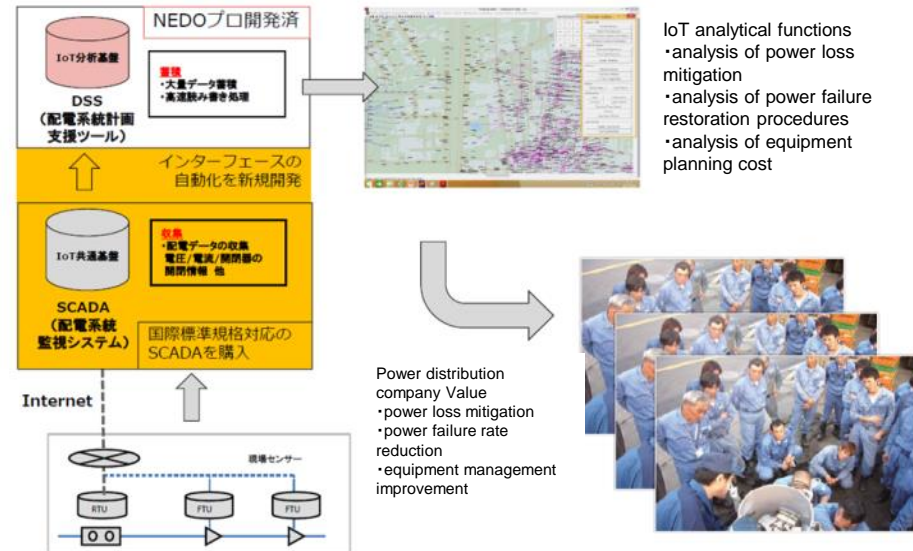 NEDOプロ開発済
IoT分析基盤
DSS
(配電系統計画
支援ツール)
蓄積
・大量データ蓄積
・高速読み書き処理
インターフェースの
自動化を新規開発
IoT共通基盤
収集
・配電データの収集
電圧/電流/開閉器の
開閉情報 他
SCADA
(配電系統
監視システム)
国際標準規格対応の
SCADAを購入
Internet
現場センサー
RTU
FTU
FTU
IoT analytical functions
・analysis of power loss
mitigation
・analysis of power failure
restoration procedures
・analysis of equipment
planning cost
Power distribution
company Value
・power loss mitigation
・power failure rate
reduction
・equipment management
improvement